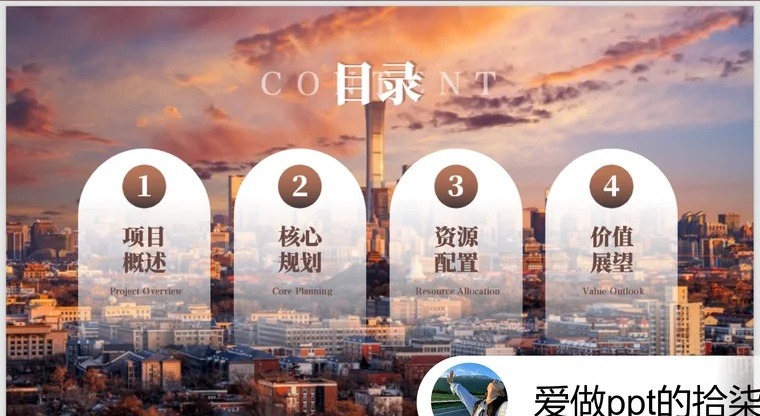 CONTENT
目录
1
2
3
4
项目
概述
核心
规划
资源
配置
价值
展望
Project Overview
Core Planning
Resource Allocation
Value Outlook
爱做ppt的拾柒